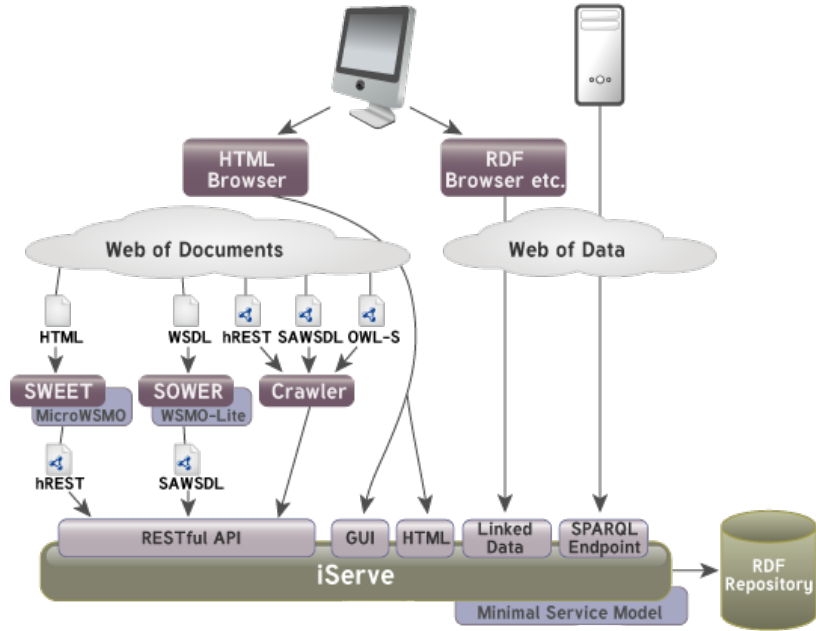 HTML
Browser
RDF
Browser etc.
Web of Documents
Web of Data
HTML
WSDL
hREST
SAWSDL
OWL-S
SWEET
MicroWSMO
SOWER
WSMO-Lite
Crawler
hREST
SAWSDL
RESTful API
GUI
HTML
Linked
Data
SPARQL
Endpoint
iServe
RDF
Repository
Minimal Service Model